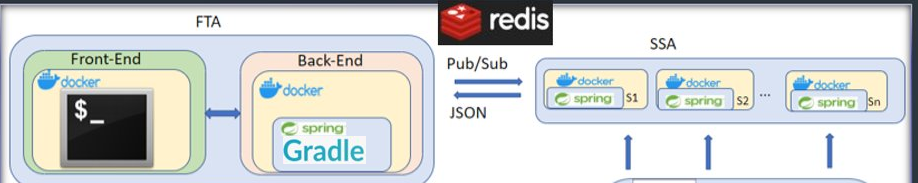 FTA
redis
SSA
Front-End
Back-End
Pub/Sub
JSON
docker
$_
docker
spring
Gradle
docker
spring
S1
docker
spring
S2
...
docker
spring
Sn